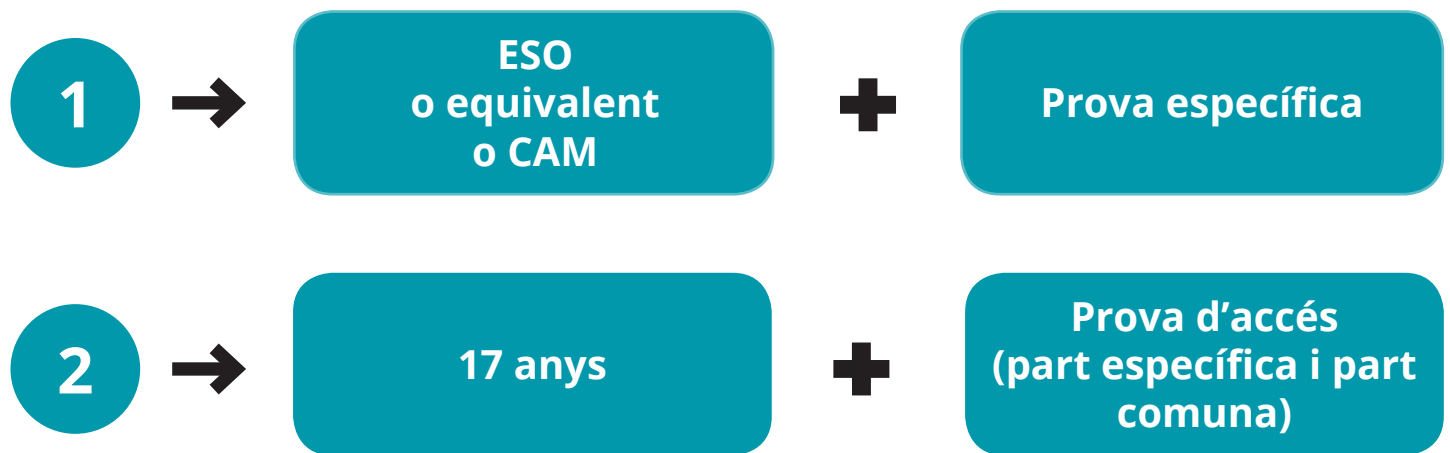 1
ESO
o equivalent
o CAM
Prova específica
2
17 anys
Prova d’accés
(part específica i part
comuna)